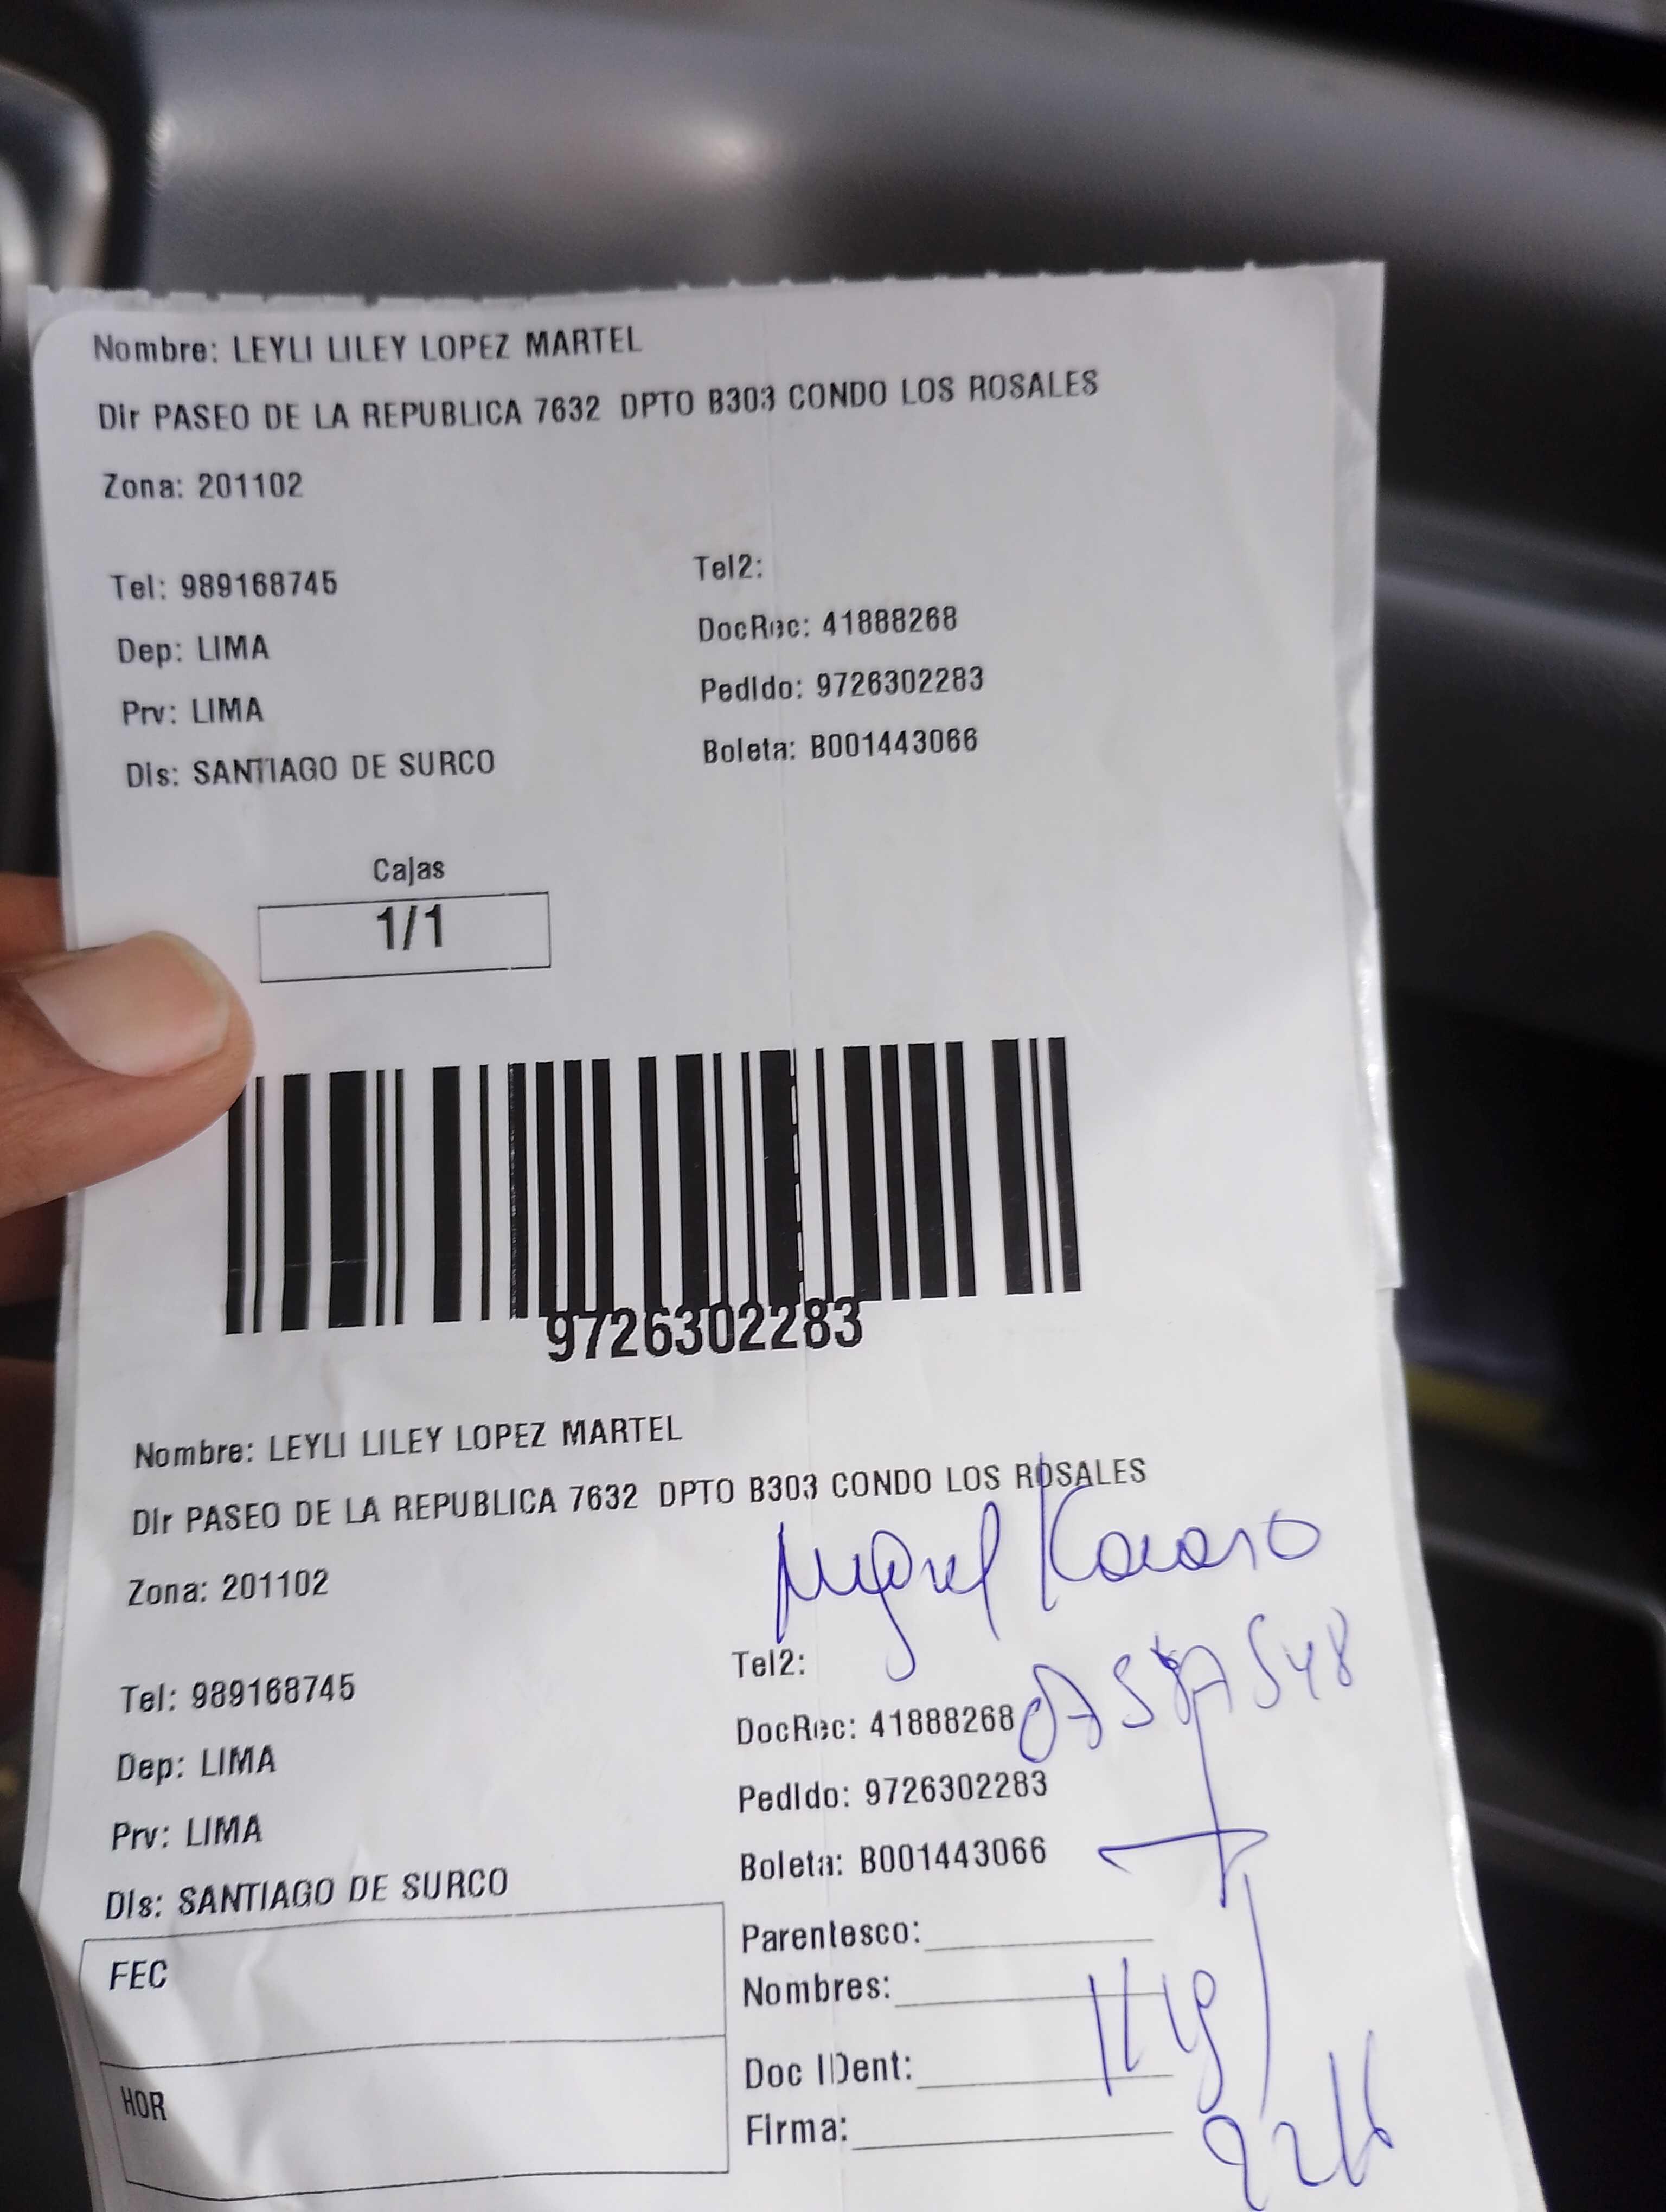 Nombre: LEYLI LILEY LOPEZ MARTEL
Dir PASEO DE LA REPUBLICA 7632 DPTO B303 CONDO LOS ROSALES
Zona: 201102
Tel: 989168745
Tel2:
Dep: LIMA
DocRec: 41888268
Prv: LIMA
Pedido: 9726302283
Dis: SANTIAGO DE SURCO
Boleta: B001443066
Cajas
1/1
9726302283
Nombre: LEYLI LILEY LOPEZ MARTEL
Dir PASEO DE LA REPUBLICA 7632 DPTO B303 CONDO LOS ROSALES
Miguel
Zona: 201102
Tel2:
Tel: 989168745
DocRec: 41888268
Dep: LIMA
Pedido: 9726302283
Prv: LIMA
Boleta: B001443066
Dis: SANTIAGO DE SURCO
Parentesco:
FEC
Nombres:
Doc IDent:
HOR
Firma: